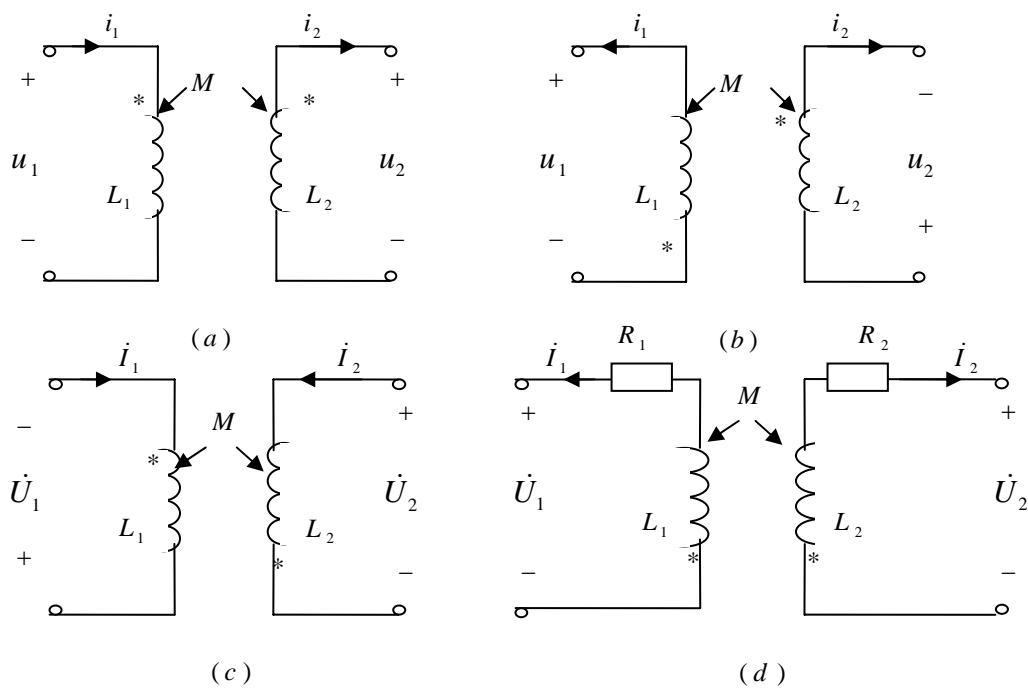 i₁ i₂
+ * M * +
u₁ L₁ L₂ u₂
− −
(a)
i₁ i₂
+ M * −
u₁ L₁ L₂ u₂
− * +
(b)
İ₁ İ₂
− * M +
U̇₁ L₁ L₂ U̇₂
+ * −
(c)
R₁ R₂
İ₁ İ₂
+ M +
U̇₁ L₁ L₂ U̇₂
− * * −
(d)